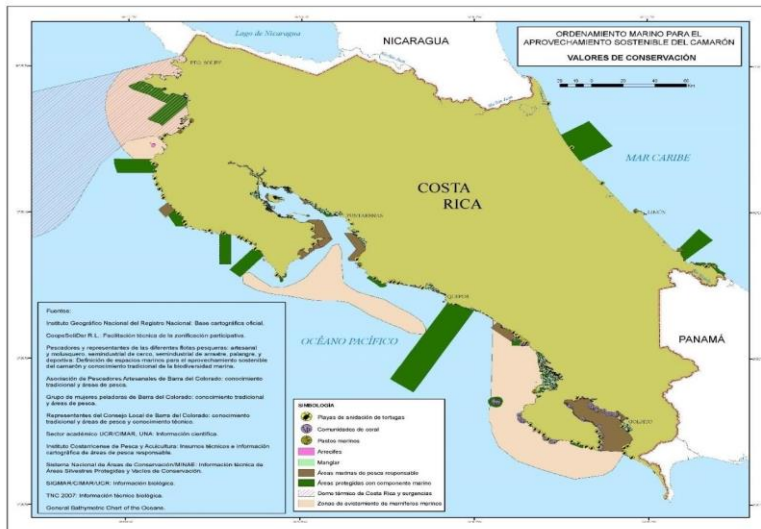 Lago de Nicaragua
NICARAGUA
ORDENAMIENTO MARINO PARA EL
APROVECHAMIENTO SOSTENIBLE DEL CAMARÓN
VALORES DE CONSERVACIÓN
MAR CARIBE
COSTA
RICA
PUNTARENAS
LIMÓN
QUEPOS
OCÉANO PACÍFICO
PANAMÁ
GOLFITO
Fuentes:
Instituto Geográfico Nacional del Registro Nacional. Base cartográfica oficial.
CoopeSoliDar R.L. Facilitación técnica de la zonificación participativa.
Pescadores y representantes de las diferentes flotas pesqueras: artesanal
y molusquero, semindustrial de cerco, semindustrial de arrastre, palangre, y
deportiva: Definición de espacios marinos para el aprovechamiento sostenible
del camarón y conocimiento tradicional de la biodiversidad marina.
Asociación de Pescadores Artesanales de Barra del Colorado: conocimiento
tradicional y áreas de pesca.
Grupo de mujeres peladoras de Barra del Colorado: conocimiento tradicional
y áreas de pesca.
Representantes del Consejo Local de Barra del Colorado: conocimiento
tradicional y áreas de pesca y conocimiento técnico.
Sector académico UCR/CIMAR, UNA: Información científica.
Instituto Costarricense de Pesca y Acuicultura: Insumos técnicos e información
cartográfica de áreas de pesca responsable.
Sistema Nacional de Áreas de Conservación/MINAE: Información técnica de
Áreas Silvestres Protegidas y Vacíos de Conservación.
SIGMAR/CIMAR/UCR: Información biológica.
TNC 2007: Información técnico biológica.
General Bathymetric Chart of the Oceans.
SIMBOLOGÍA
Playas de anidación de tortugas
Comunidades de coral
Pastos marinos
Arrecifes
Manglar
Áreas marinas de pesca responsable
Áreas protegidas con componente marino
Domo térmico de Costa Rica y surgencias
Zonas de avistamiento de mamíferos marinos